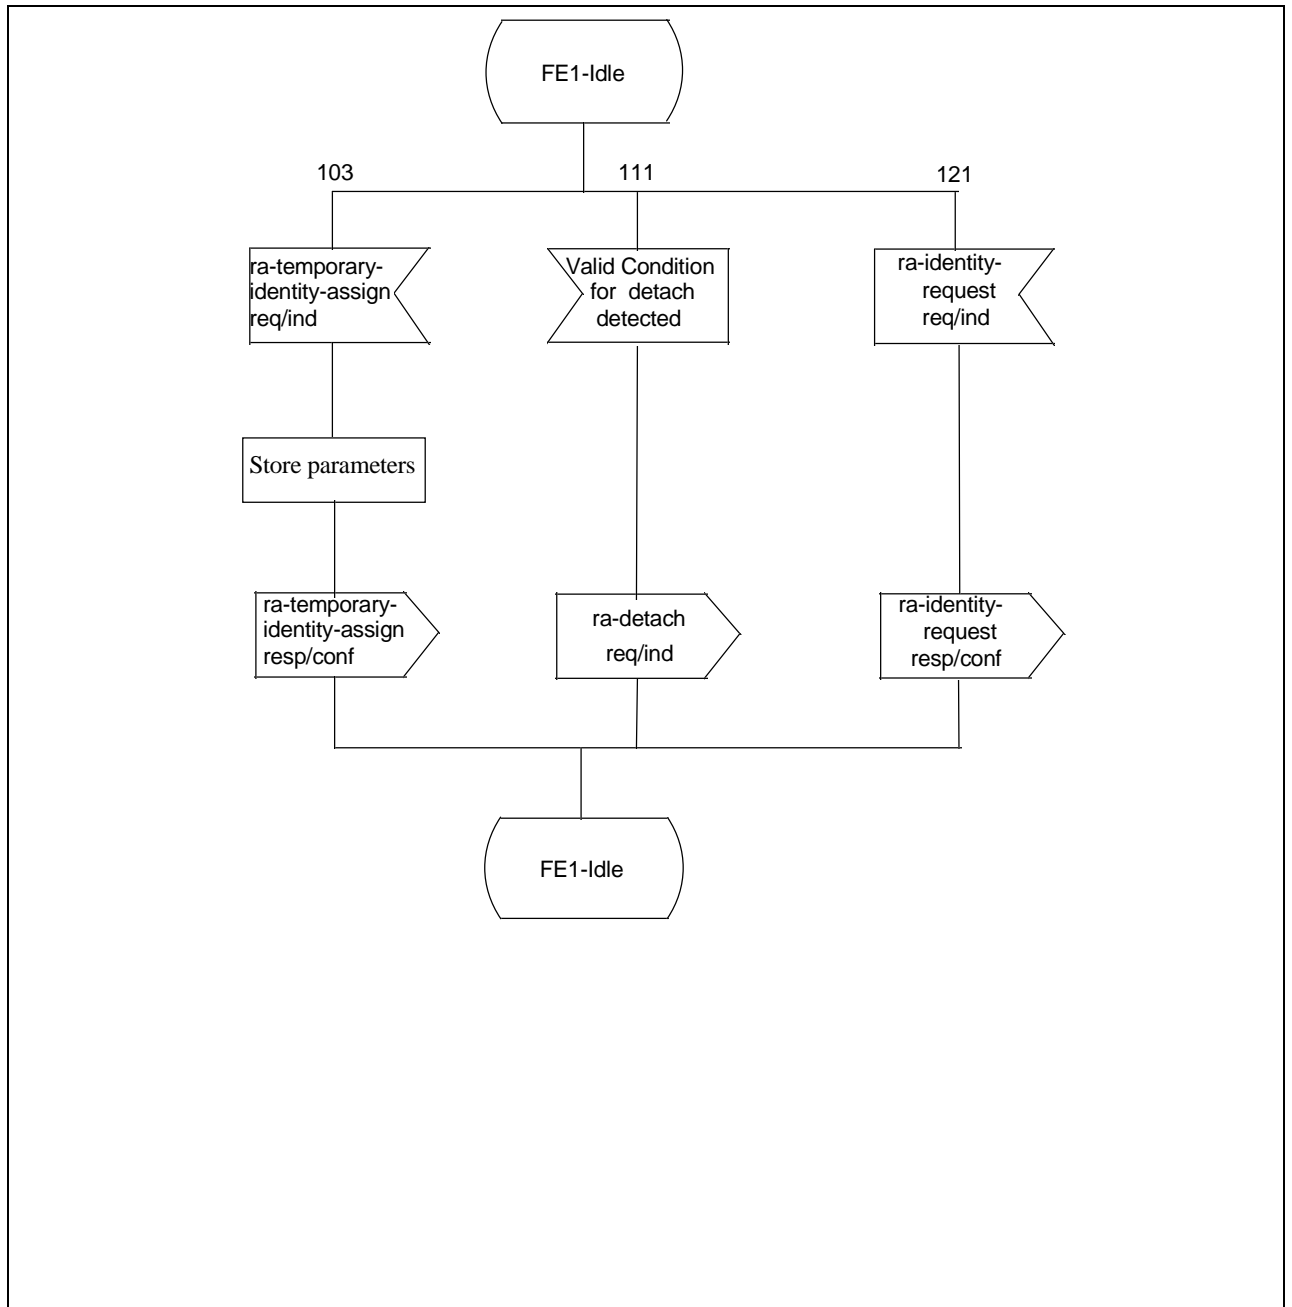 FE1-Idle
103
111
121
ra-temporary-
identity-assign
req/ind
Valid Condition
for detach
detected
ra-identity-
request
req/ind
Store parameters
ra-temporary-
identity-assign
resp/conf
ra-detach
req/ind
ra-identity-
request
resp/conf
FE1-Idle